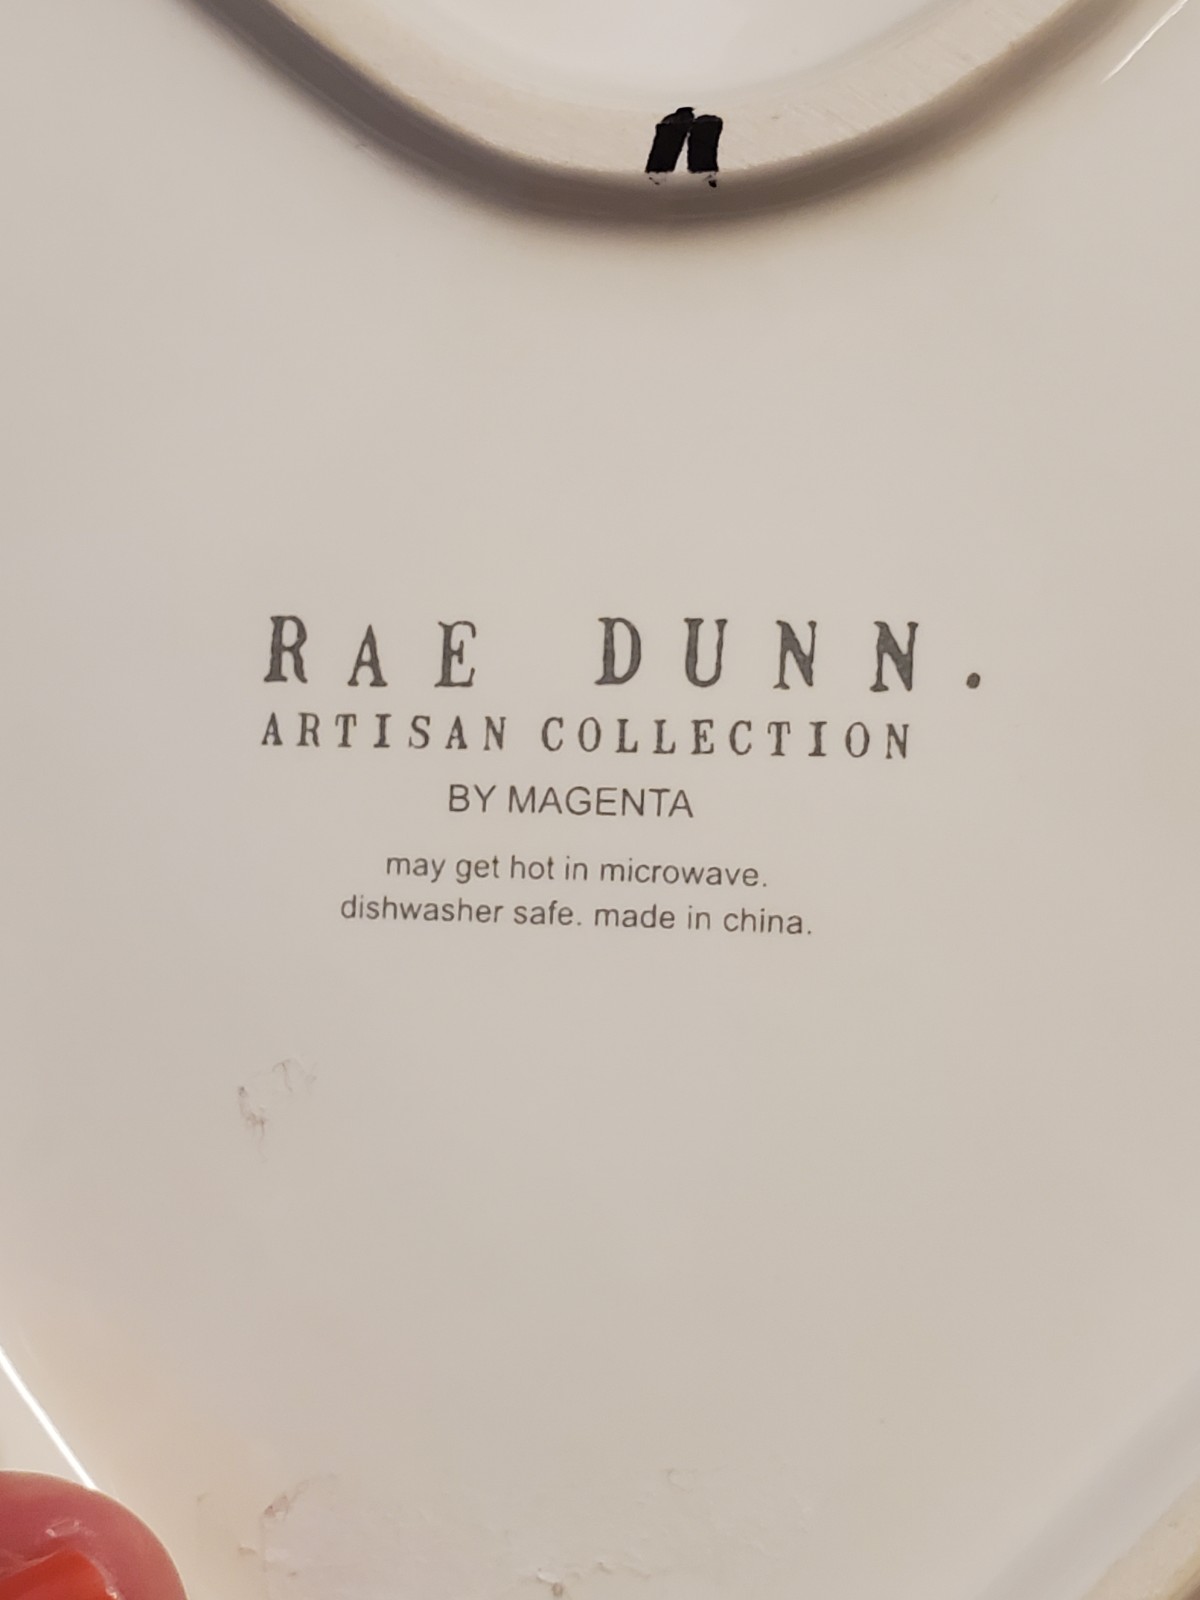 RAE DUNN.
ARTISAN COLLECTION
BY MAGENTA
may get hot in microwave.
dishwasher safe. made in china.